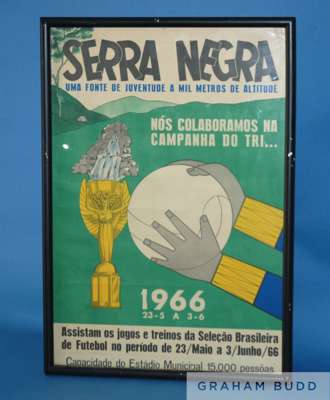 SERRA NEGRA
UMA FONTE DE JOVENTUDE A MIL METROS DE ALTITUDE
NÓS COLABORAMOS NA
CAMPANHA DO TRI...
1966
23-5 A 3-6
Assistam os jogos e treinos da Seleção Brasileira
de Futebol no período de 23/Maio a 3/Junho/66
Capacidade do Estádio Municipal 15.000 pessôas
GRAHAM BUDD